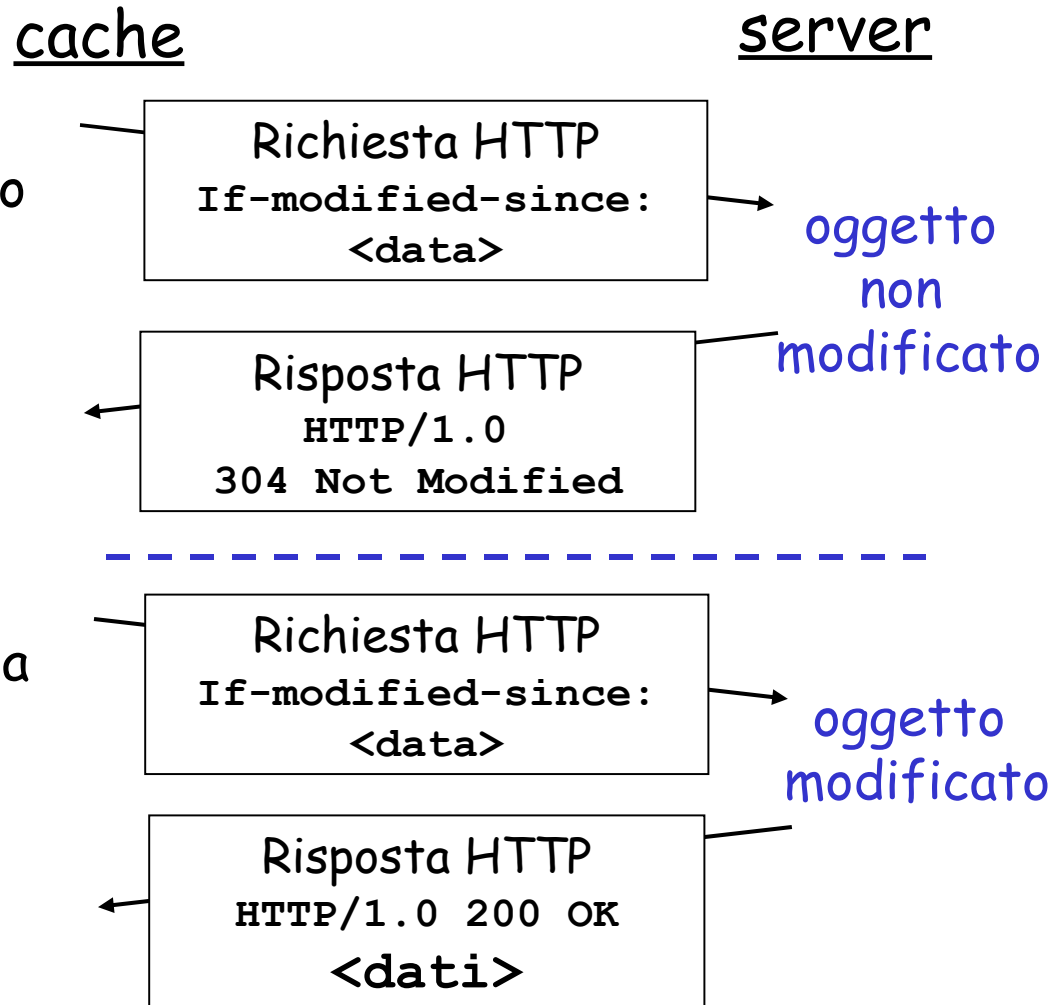 cache
server
Richiesta HTTP
If-modified-since:
<data>
o
oggetto
non
modificato
Risposta HTTP
HTTP/1.0
304 Not Modified
Richiesta HTTP
If-modified-since:
<data>
a
oggetto
modificato
Risposta HTTP
HTTP/1.0 200 OK
<dati>